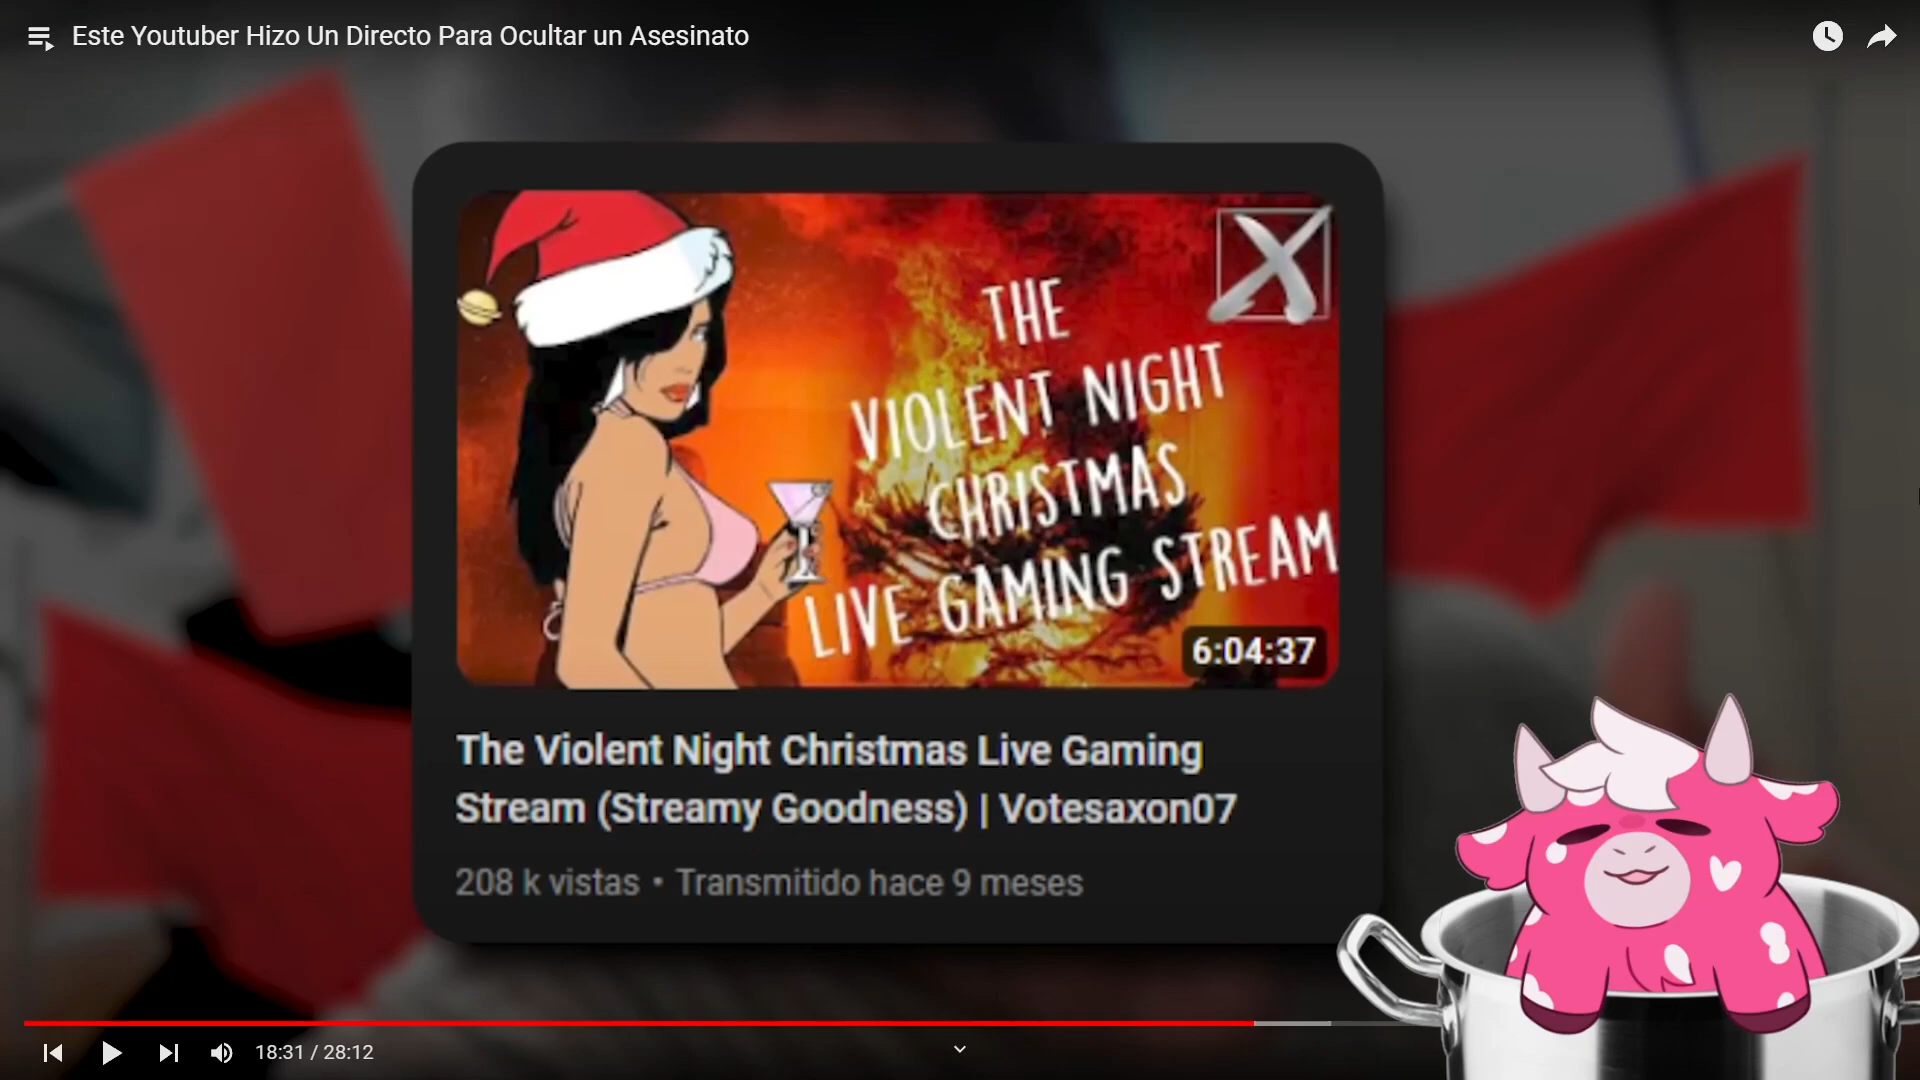 Este Youtuber Hizo Un Directo Para Ocultar un Asesinato
THE
VIOLENT NIGHT
CHRISTMAS
LIVE GAMING STREAM
6:04:37
The Violent Night Christmas Live Gaming
Stream (Streamy Goodness) | Votesaxon07
208 k vistas • Transmitido hace 9 meses
18:31 / 28:12